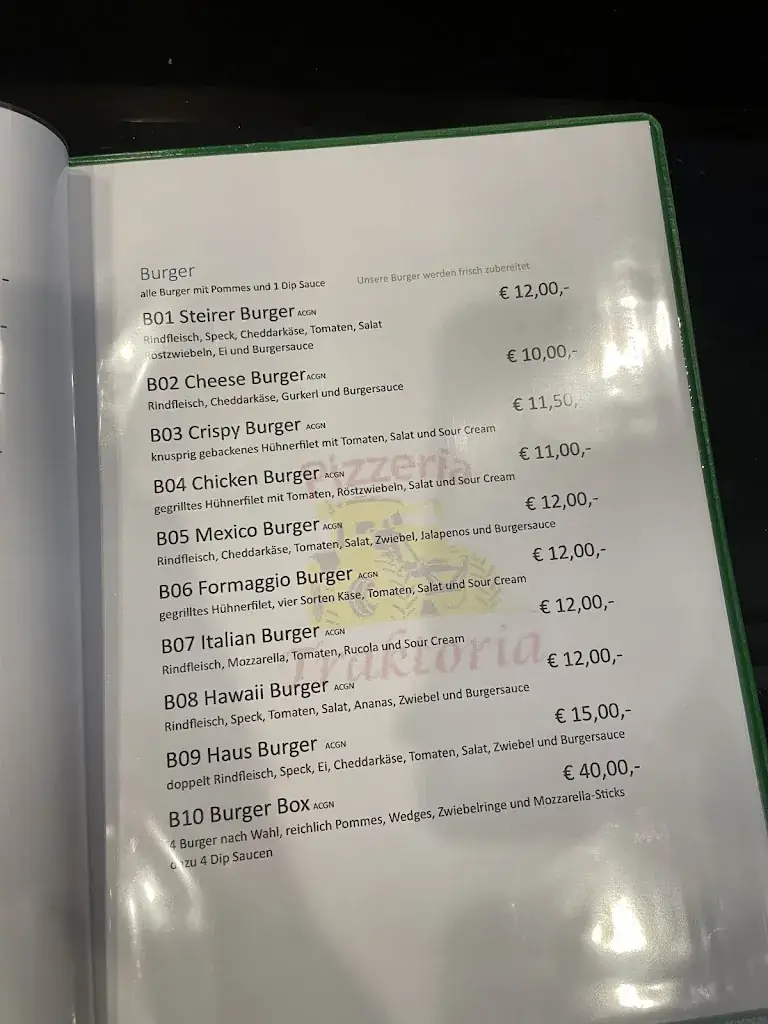 Burger
alle Burger mit Pommes und 1 Dip Sauce Unsere Burger werden frisch zubereitet
B01 Steirer Burger ACGN € 12,00,-
Rindfleisch, Speck, Cheddarkäse, Tomaten, Salat
Röstzwiebeln, Ei und Burgersauce
B02 Cheese Burger ACGN € 10,00,-
Rindfleisch, Cheddarkäse, Gurkerl und Burgersauce
B03 Crispy Burger ACGN € 11,50,-
knusprig gebackenes Hühnerfilet mit Tomaten, Salat und Sour Cream
B04 Chicken Burger ACGN € 11,00,-
gegrilltes Hühnerfilet mit Tomaten, Röstzwiebeln, Salat und Sour Cream
B05 Mexico Burger ACGN € 12,00,-
Rindfleisch, Cheddarkäse, Tomaten, Salat, Zwiebel, Jalapenos und Burgersauce
B06 Formaggio Burger ACGN € 12,00,-
gegrilltes Hühnerfilet, vier Sorten Käse, Tomaten, Salat und Sour Cream
B07 Italian Burger ACGN € 12,00,-
Rindfleisch, Mozzarella, Tomaten, Rucola und Sour Cream
B08 Hawaii Burger ACGN € 12,00,-
Rindfleisch, Speck, Tomaten, Salat, Ananas, Zwiebel und Burgersauce
B09 Haus Burger ACGN € 15,00,-
doppelt Rindfleisch, Speck, Ei, Cheddarkäse, Tomaten, Salat, Zwiebel und Burgersauce
B10 Burger Box ACGN € 40,00,-
4 Burger nach Wahl, reichlich Pommes, Wedges, Zwiebelringe und Mozzarella-Sticks
dazu 4 Dip Saucen
Pizzeria
Traktoria